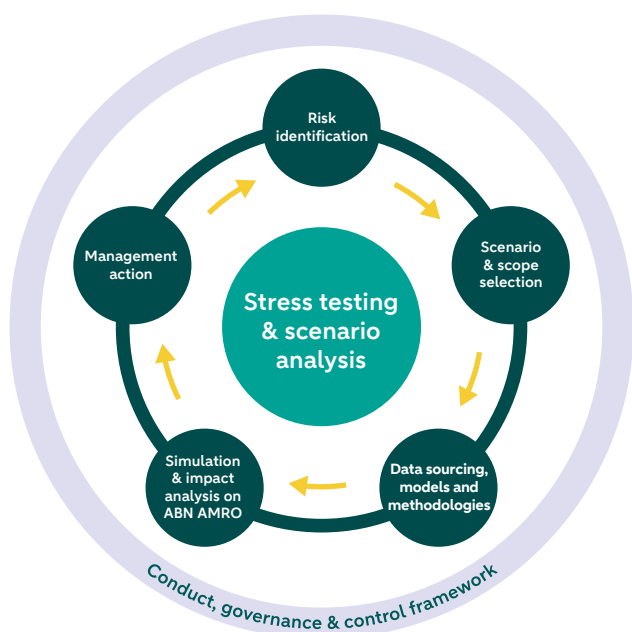 Risk
identification
Scenario
& scope
selection
Data sourcing,
models and
methodologies
Simulation
& impact
analysis on
ABN AMRO
Management
action
Stress testing
& scenario
analysis
Conduct, governance & control framework